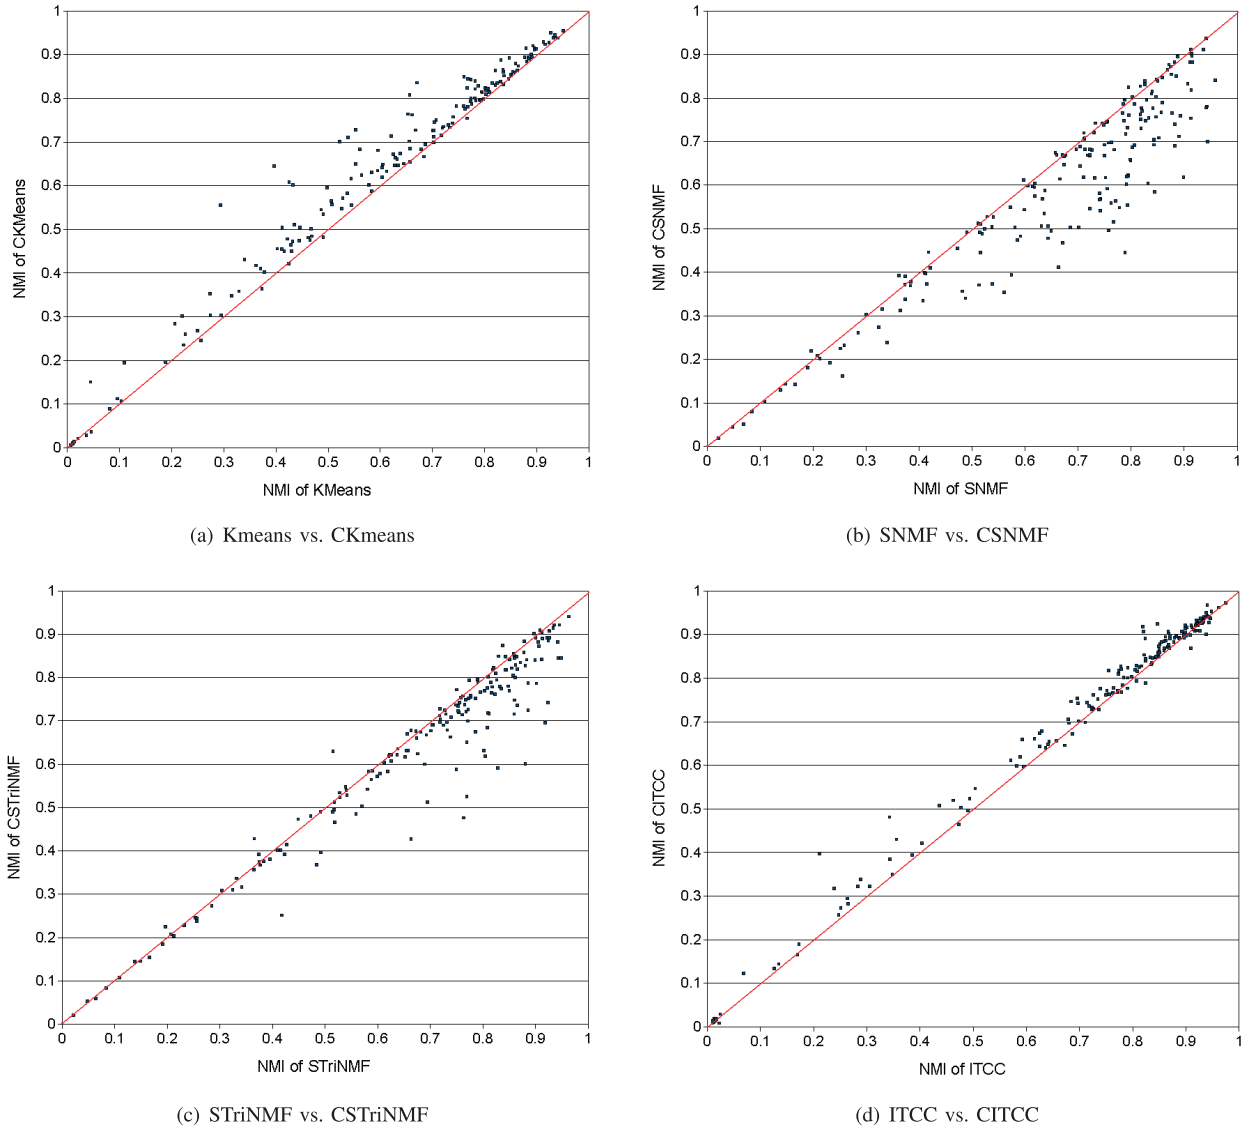 1
0.9
0.8
0.7
0.6
0.5
0.4
0.3
0.2
0.1
0
NMI of CKMeans
0 0.1 0.2 0.3 0.4 0.5 0.6 0.7 0.8 0.9 1
NMI of KMeans
(a) Kmeans vs. CKmeans
1
0.9
0.8
0.7
0.6
0.5
0.4
0.3
0.2
0.1
0
NMI of CSNMF
0 0.1 0.2 0.3 0.4 0.5 0.6 0.7 0.8 0.9 1
NMI of SNMF
(b) SNMF vs. CSNMF
1
0.9
0.8
0.7
0.6
0.5
0.4
0.3
0.2
0.1
0
NMI of CSTriNMF
0 0.1 0.2 0.3 0.4 0.5 0.6 0.7 0.8 0.9 1
NMI of STriNMF
(c) STriNMF vs. CSTriNMF
1
0.9
0.8
0.7
0.6
0.5
0.4
0.3
0.2
0.1
0
NMI of CITCC
0 0.1 0.2 0.3 0.4 0.5 0.6 0.7 0.8 0.9 1
NMI of ITCC
(d) ITCC vs. CITCC